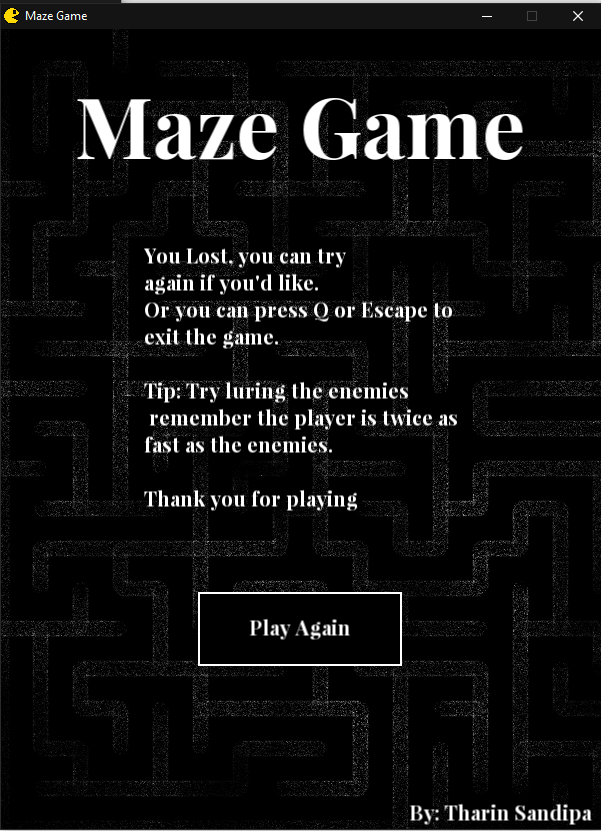 Maze Game
Maze Game
You Lost, you can try
again if you'd like.
Or you can press Q or Escape to
exit the game.
Tip: Try luring the enemies
remember the player is twice as
fast as the enemies.
Thank you for playing
Play Again
By: Tharin Sandipa